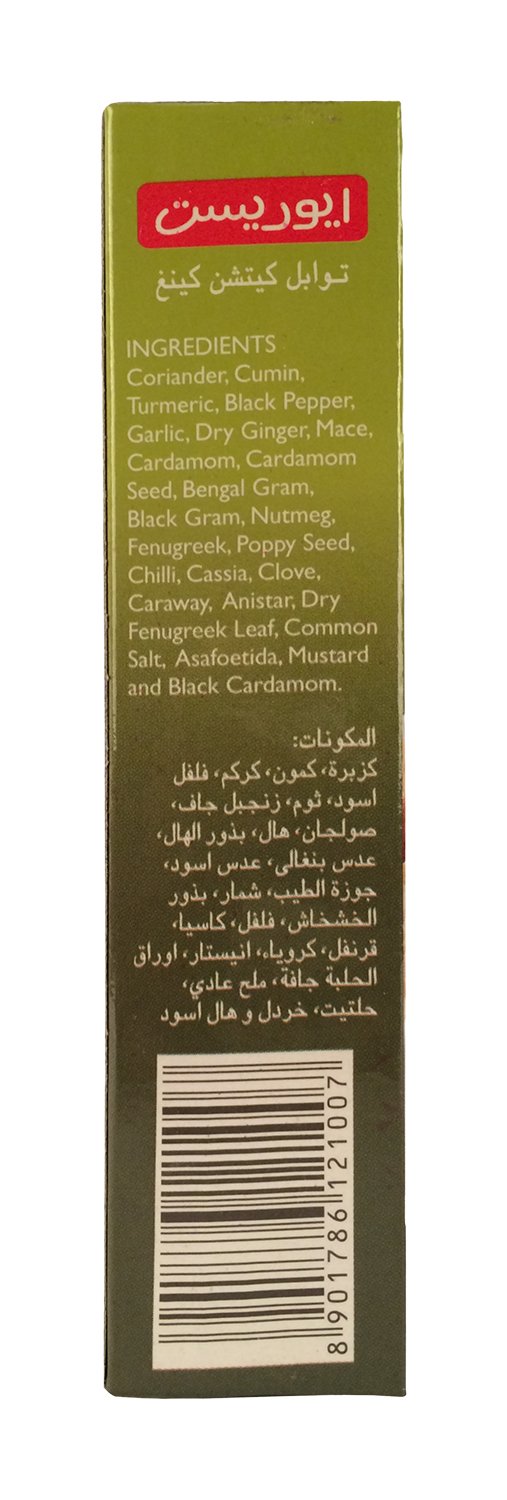 ايوريست
توابل كيتشن كينغ
INGREDIENTS
Coriander, Cumin,
Turmeric, Black Pepper,
Garlic, Dry Ginger, Mace,
Cardamom, Cardamom
Seed, Bengal Gram,
Black Gram, Nutmeg,
Fenugreek, Poppy Seed,
Chilli, Cassia, Clove,
Caraway, Anistar, Dry
Fenugreek Leaf, Common
Salt, Asafoetida, Mustard
and Black Cardamom.
المكونات:
كزبرة، كمون، كركم، فلفل
اسود، ثوم، زنجبيل جاف،
صولجان، هال، بذور الهال،
عدس بنغالى، عدس اسود،
جوزة الطيب، شمار، بذور
الخشخاش، فلفل، كاسيا،
قرنفل، كروياء، انيستار، اوراق
الحلبة جافة، ملح عادي،
حلتيت، خردل و هال اسود
8 901786 121007